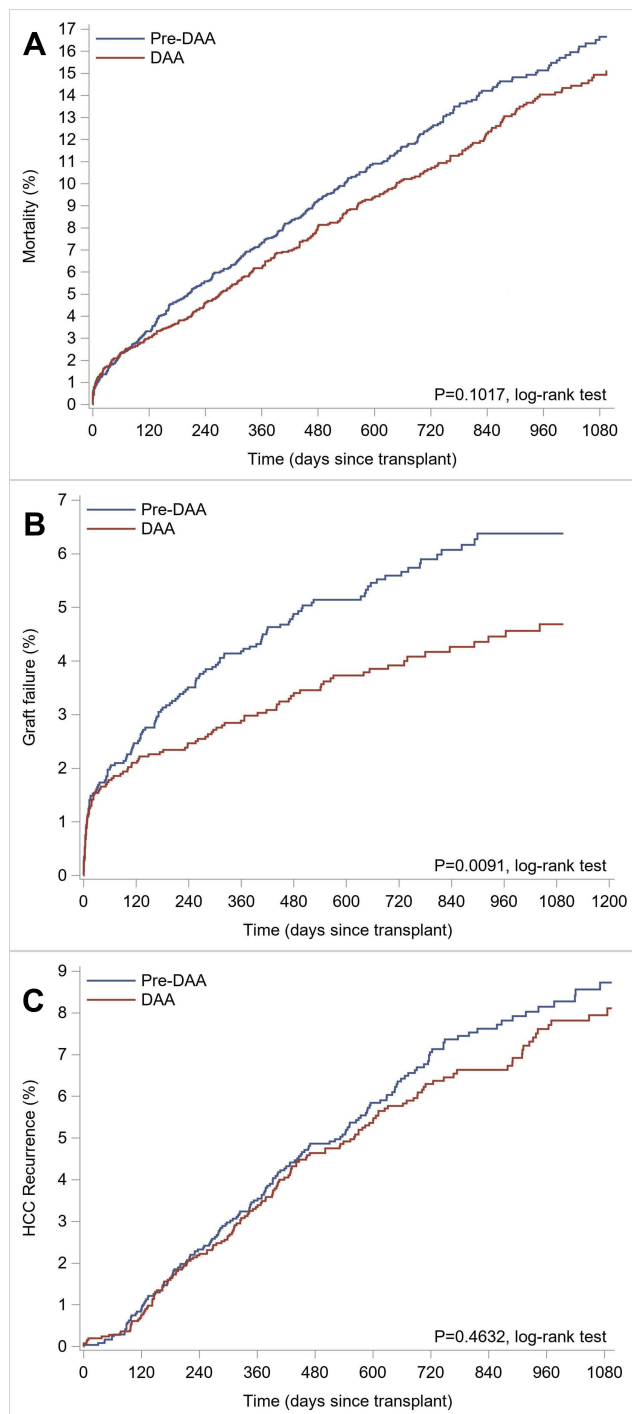 A
Pre-DAA
DAA
17
16
15
14
13
12
11
10
9
8
7
6
5
4
3
2
1
0
Mortality (%)
P=0.1017, log-rank test
0 120 240 360 480 600 720 840 960 1080
Time (days since transplant)
B
Pre-DAA
DAA
7
6
5
4
3
2
1
0
Graft failure (%)
P=0.0091, log-rank test
0 120 240 360 480 600 720 840 960 1080 1200
Time (days since transplant)
C
Pre-DAA
DAA
9
8
7
6
5
4
3
2
1
0
HCC Recurrence (%)
P=0.4632, log-rank test
0 120 240 360 480 600 720 840 960 1080
Time (days since transplant)